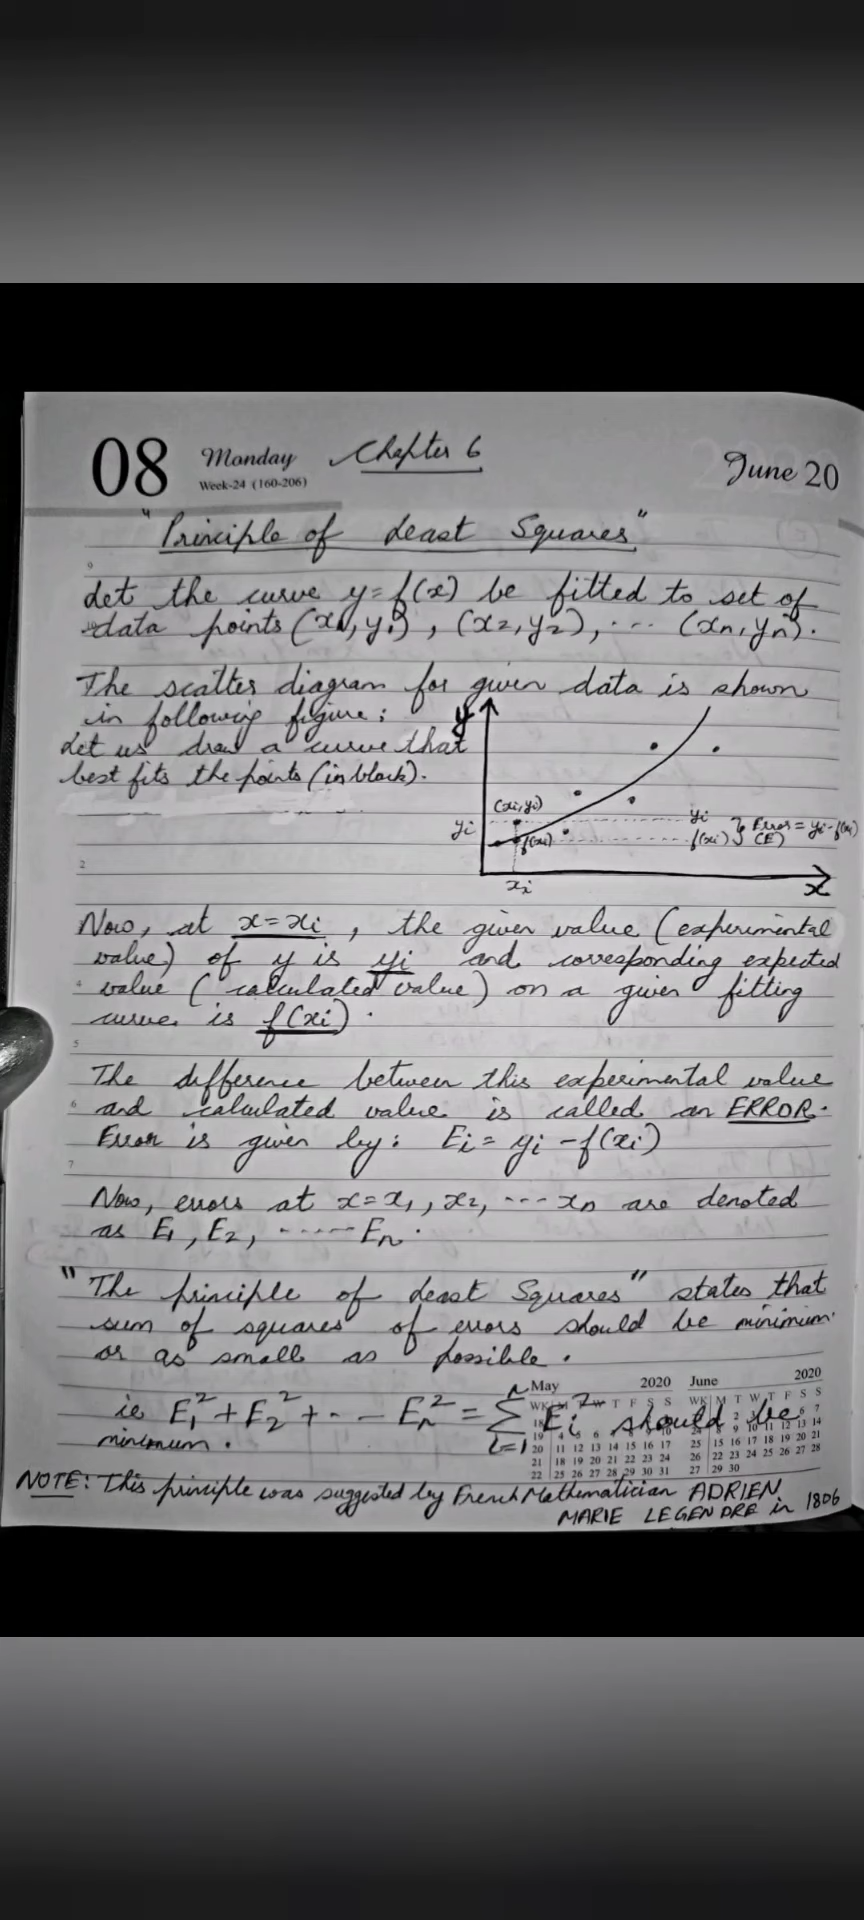 08 Monday Chapter 6 June 20
Week-24 (160-206)
"Principle of Least Squares"
Let the curve y=f(x) be fitted to set of
data points (x₁,y₁), (x₂,y₂), ... (xn,yn).
The scatter diagram for given data is shown
in following figure:
Let us draw a curve that
best fits the points (in black).
y
(xi,yi)
yi
f(xi)
yi
f(xi)
} Error = yi-f(xi)
(E)
xi
x
Now, at x=xi, the given value (experimental
value) of y is yi and corresponding expected
value (calculated value) on a given fitting
curve is f(xi).
The difference between this experimental value
and calculated value is called an ERROR.
Error is given by: Ei = yi - f(xi)
Now, errors at x=x₁, x₂, --- xn are denoted
as E₁, E₂, ------ En.
"The principle of Least Squares" states that
sum of squares of errors should be minimum
or as small as possible.
ie E₁² + E₂² + -- - En² = Σ Ei² should be
n
i=1
minimum.
May 2020 June 2020
NOTE: This principle was suggested by French Mathematician ADRIEN
MARIE LEGENDRE in 1806